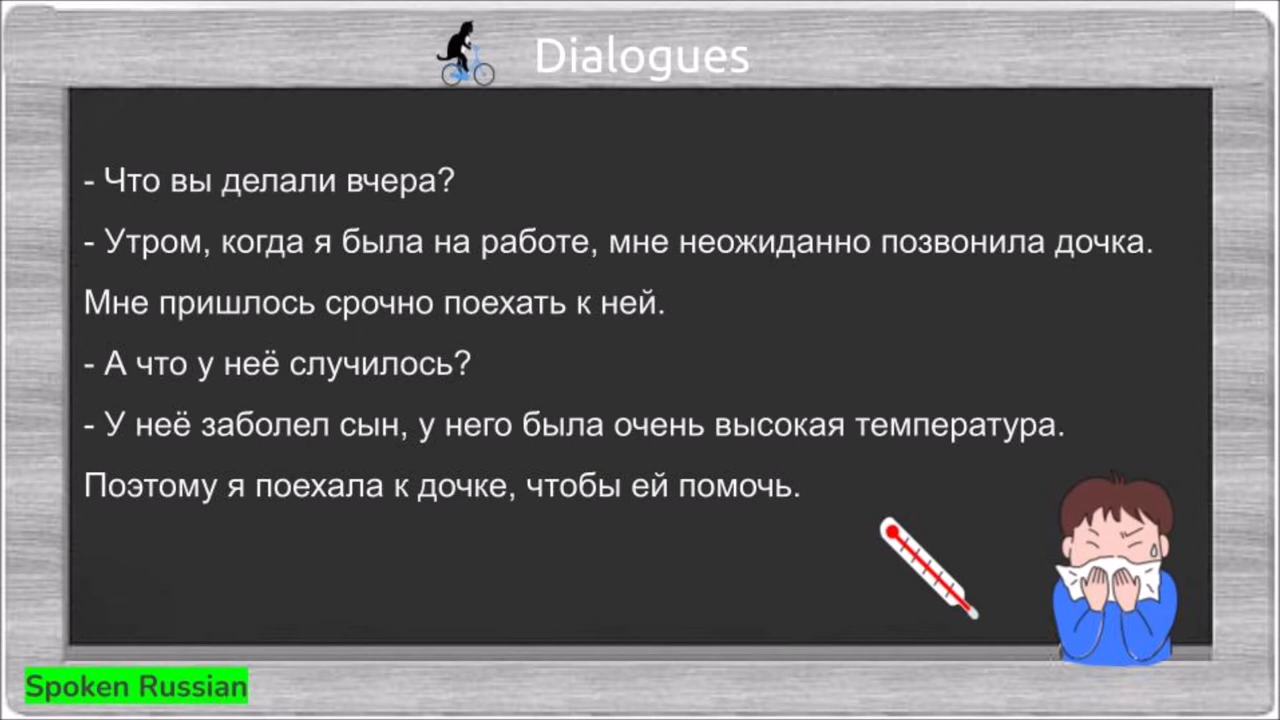 Dialogues
- Что вы делали вчера?
- Утром, когда я была на работе, мне неожиданно позвонила дочка.
Мне пришлось срочно поехать к ней.
- А что у неё случилось?
- У неё заболел сын, у него была очень высокая температура.
Поэтому я поехала к дочке, чтобы ей помочь.
Spoken Russian